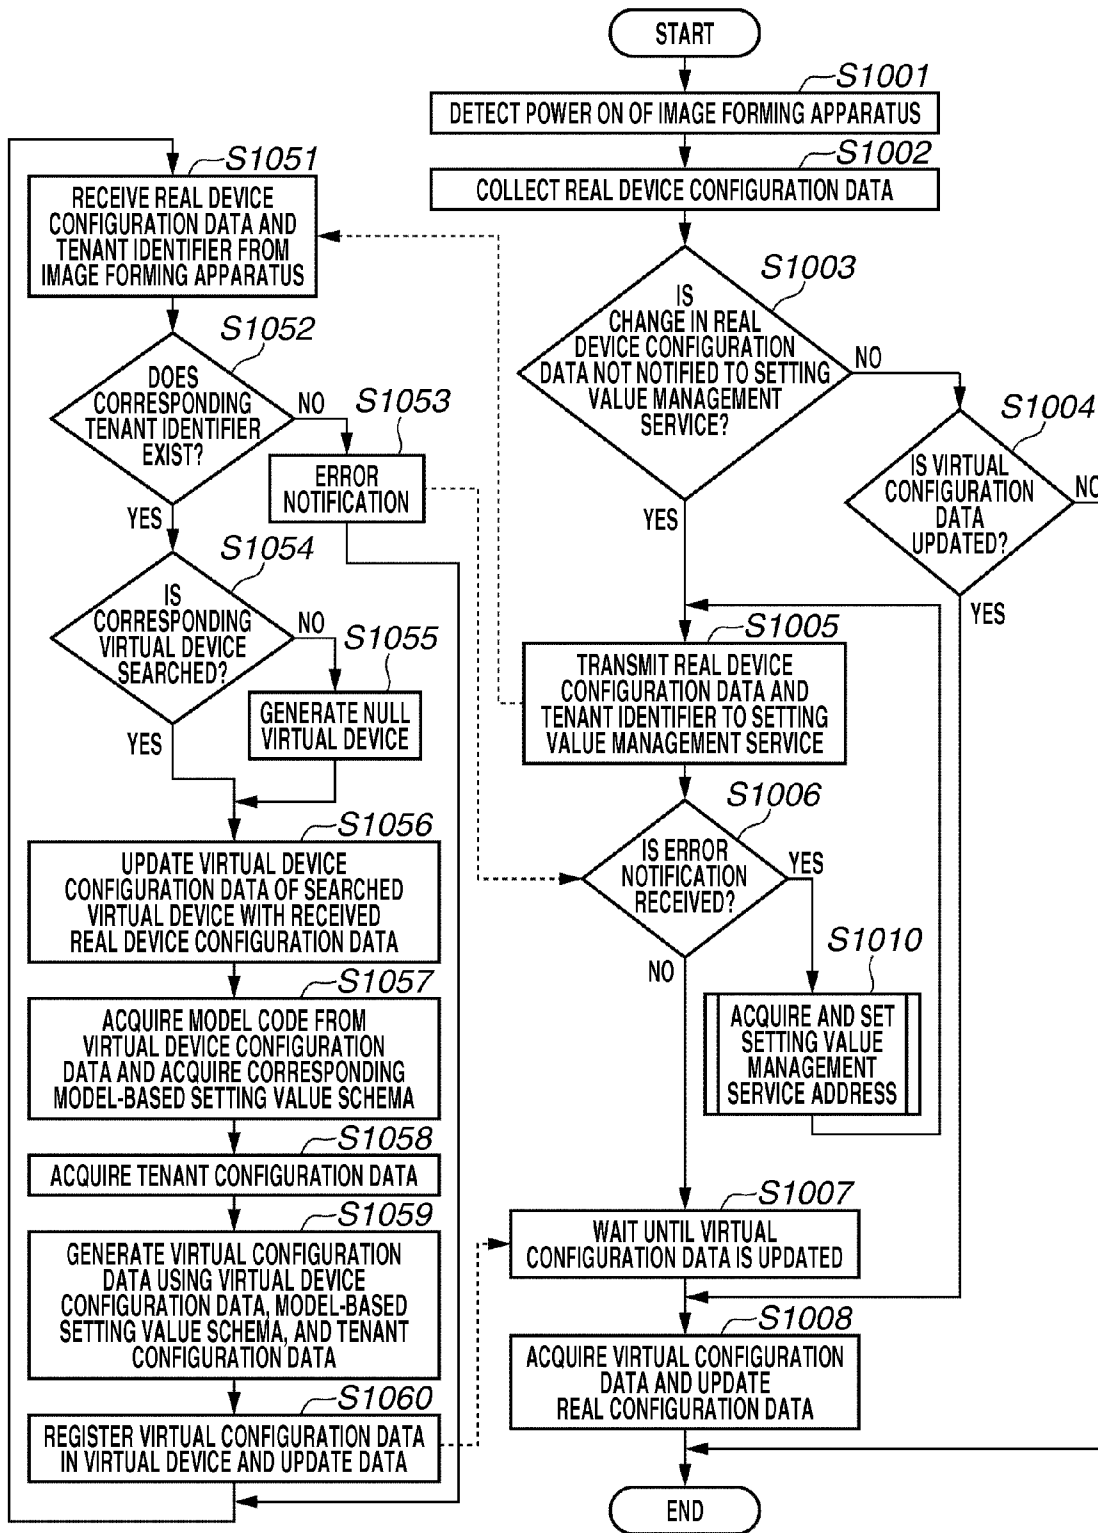 START
S1001
DETECT POWER ON OF IMAGE FORMING APPARATUS
S1002
COLLECT REAL DEVICE CONFIGURATION DATA
S1003
IS
CHANGE IN REAL
DEVICE CONFIGURATION
DATA NOT NOTIFIED TO SETTING
VALUE MANAGEMENT
SERVICE?
NO
YES
S1004
IS VIRTUAL
CONFIGURATION
DATA
UPDATED?
NO
YES
S1005
TRANSMIT REAL DEVICE
CONFIGURATION DATA AND
TENANT IDENTIFIER TO SETTING
VALUE MANAGEMENT SERVICE
S1006
IS ERROR
NOTIFICATION
RECEIVED?
YES
NO
S1010
ACQUIRE AND SET
SETTING VALUE
MANAGEMENT
SERVICE ADDRESS
S1007
WAIT UNTIL VIRTUAL
CONFIGURATION DATA IS UPDATED
S1008
ACQUIRE VIRTUAL CONFIGURATION
DATA AND UPDATE
REAL CONFIGURATION DATA
END
S1051
RECEIVE REAL DEVICE
CONFIGURATION DATA AND
TENANT IDENTIFIER FROM
IMAGE FORMING APPARATUS
S1052
DOES
CORRESPONDING
TENANT IDENTIFIER
EXIST?
NO
YES
S1053
ERROR
NOTIFICATION
S1054
IS
CORRESPONDING
VIRTUAL DEVICE
SEARCHED?
NO
YES
S1055
GENERATE NULL
VIRTUAL DEVICE
S1056
UPDATE VIRTUAL DEVICE
CONFIGURATION DATA OF SEARCHED
VIRTUAL DEVICE WITH RECEIVED
REAL DEVICE CONFIGURATION DATA
S1057
ACQUIRE MODEL CODE FROM
VIRTUAL DEVICE CONFIGURATION
DATA AND ACQUIRE CORRESPONDING
MODEL-BASED SETTING VALUE SCHEMA
S1058
ACQUIRE TENANT CONFIGURATION DATA
S1059
GENERATE VIRTUAL CONFIGURATION
DATA USING VIRTUAL DEVICE
CONFIGURATION DATA, MODEL-BASED
SETTING VALUE SCHEMA, AND TENANT
CONFIGURATION DATA
S1060
REGISTER VIRTUAL CONFIGURATION DATA
IN VIRTUAL DEVICE AND UPDATE DATA